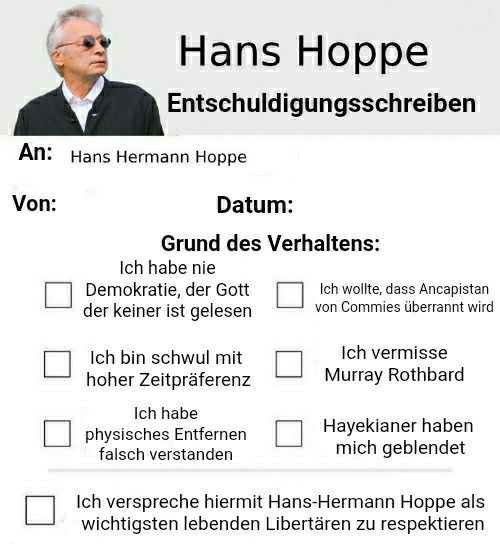 Hans Hoppe
Entschuldigungsschreiben
An: Hans Hermann Hoppe
Von: Datum:
Grund des Verhaltens:
Ich habe nie
Demokratie, der Gott
der keiner ist gelesen
Ich wollte, dass Ancapistan
von Commies überrannt wird
Ich bin schwul mit
hoher Zeitpräferenz
Ich vermisse
Murray Rothbard
Ich habe
physisches Entfernen
falsch verstanden
Hayekianer haben
mich geblendet
Ich verspreche hiermit Hans-Hermann Hoppe als
wichtigsten lebenden Libertären zu respektieren